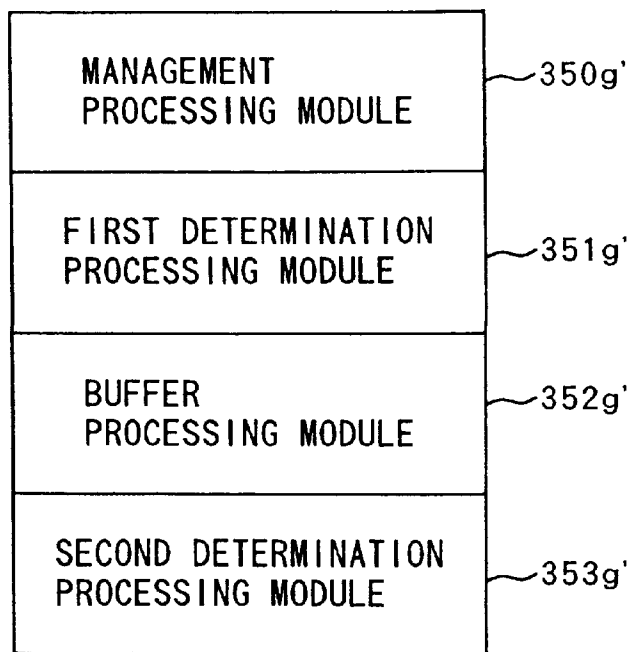 MANAGEMENT
PROCESSING MODULE
350g'
FIRST DETERMINATION
PROCESSING MODULE
351g'
BUFFER
PROCESSING MODULE
352g'
SECOND DETERMINATION
PROCESSING MODULE
353g'